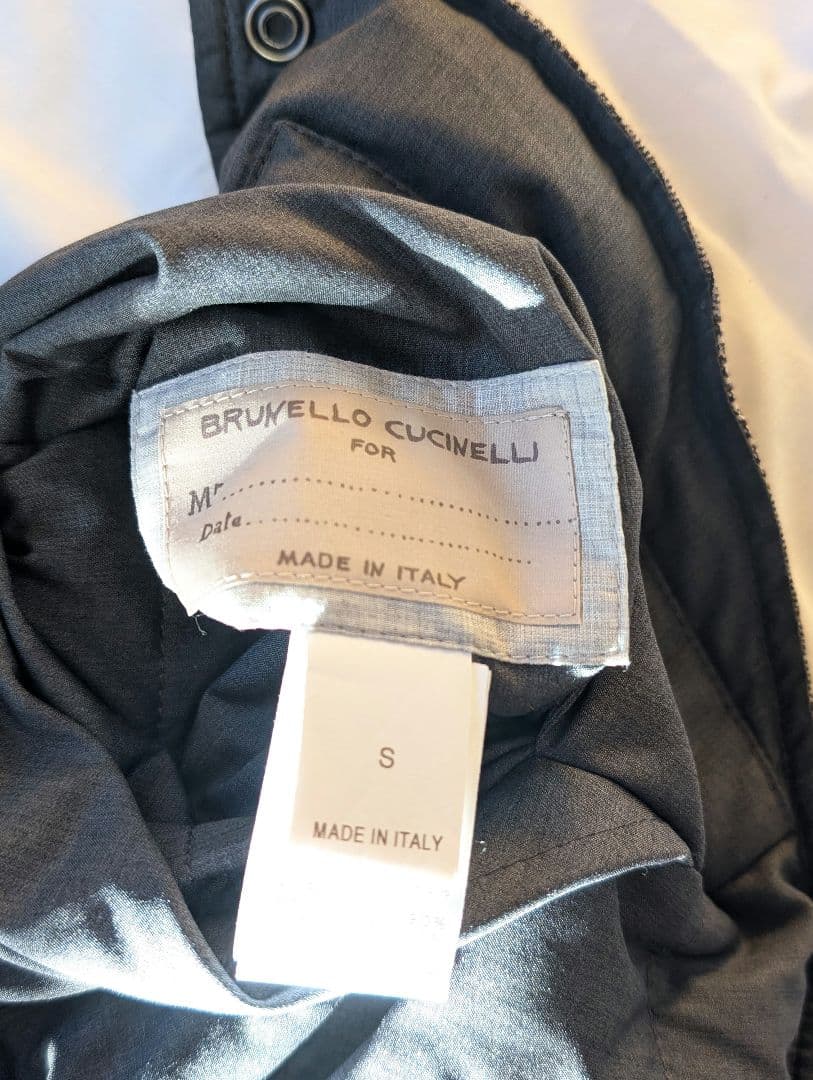 BRUNELLO CUCINELLI
FOR
Mr........................................
Date........................................
MADE IN ITALY
S
MADE IN ITALY